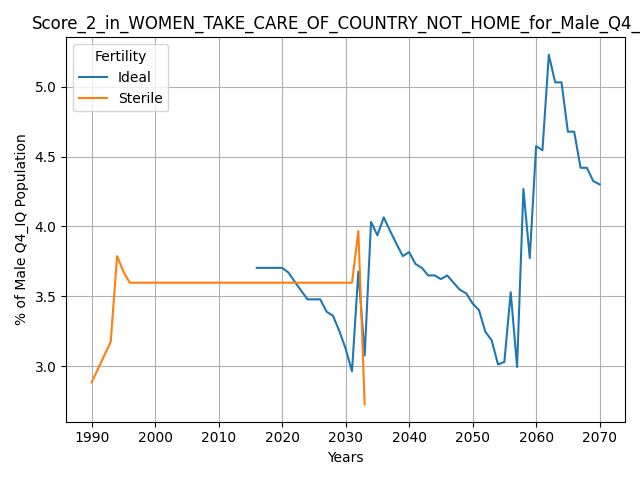 Score_2_in_WOMEN_TAKE_CARE_OF_COUNTRY_NOT_HOME_for_Male_Q4_
Fertility
Ideal
Sterile
% of Male Q4_IQ Population
5.0
4.5
4.0
3.5
3.0
1990 2000 2010 2020 2030 2040 2050 2060 2070
Years